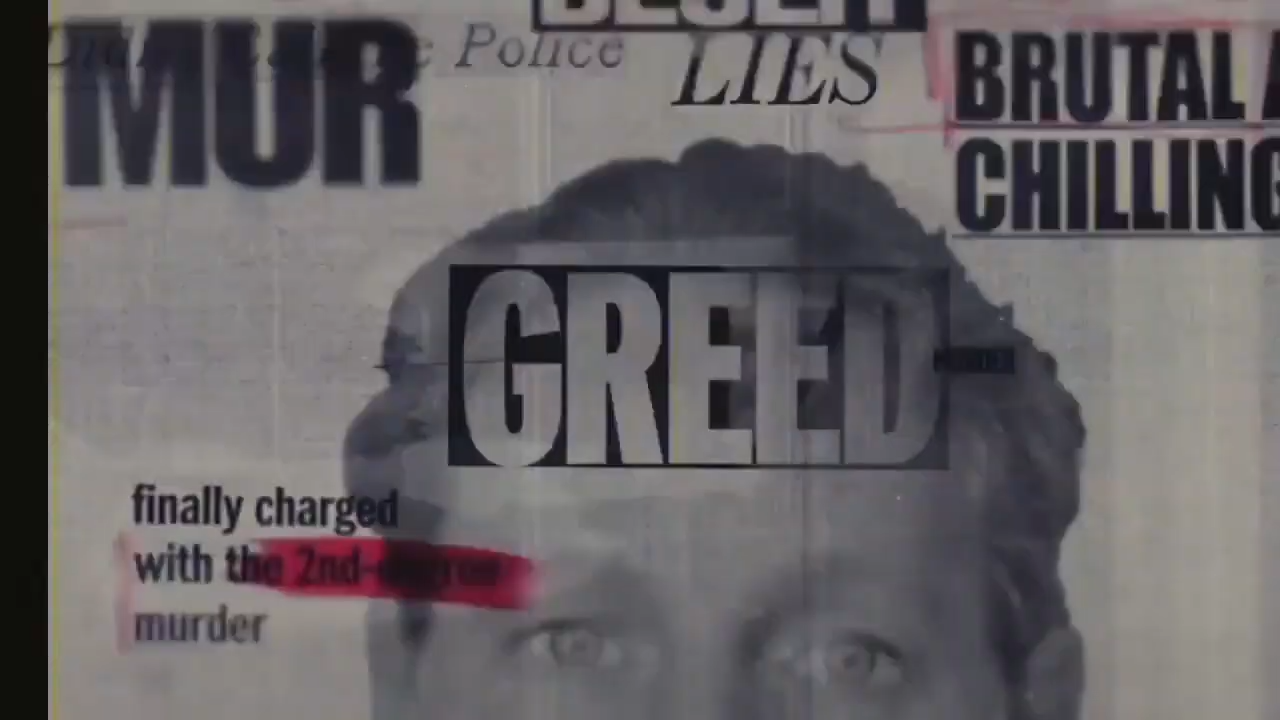 Police
LIES
MUR
BRUTAL
CHILLING
GREED
finally charged
with the 2nd-degree
murder